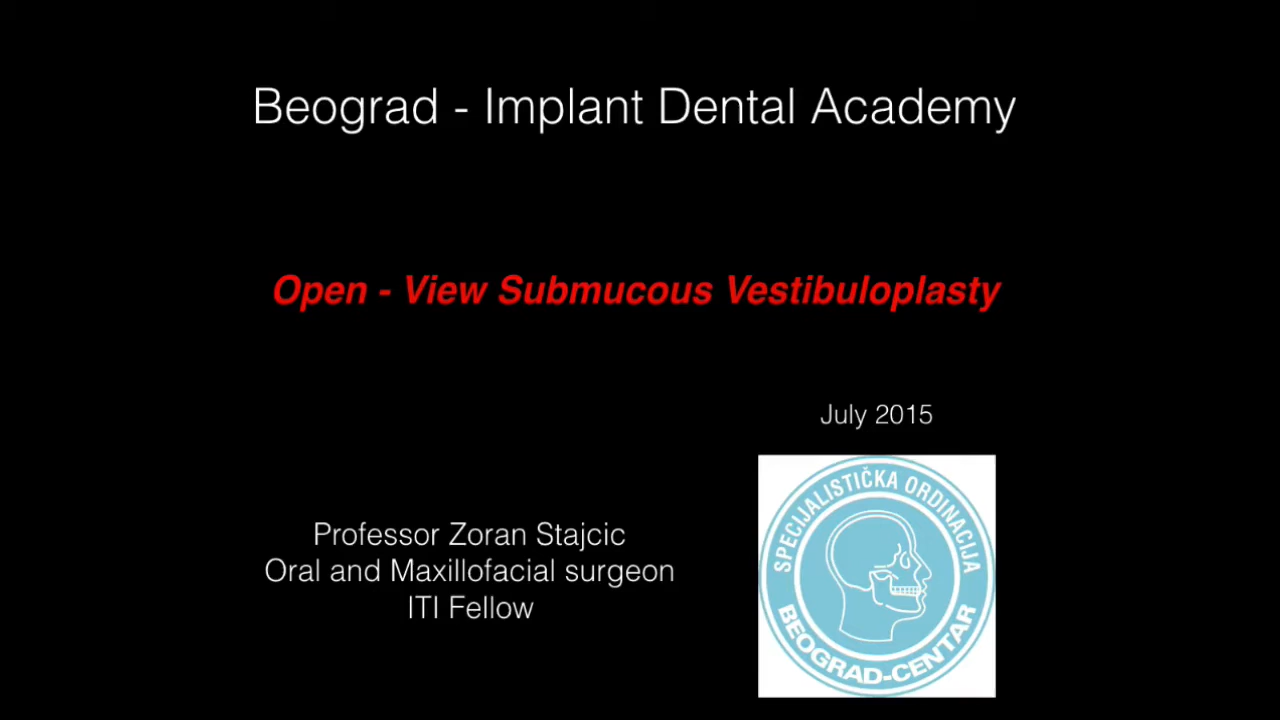 Beograd - Implant Dental Academy
Open - View Submucous Vestibuloplasty
July 2015
Professor Zoran Stajcic
Oral and Maxillofacial surgeon
ITI Fellow
SPECIJALISTIČKA ORDINACIJA
BEOGRAD-CENTAR